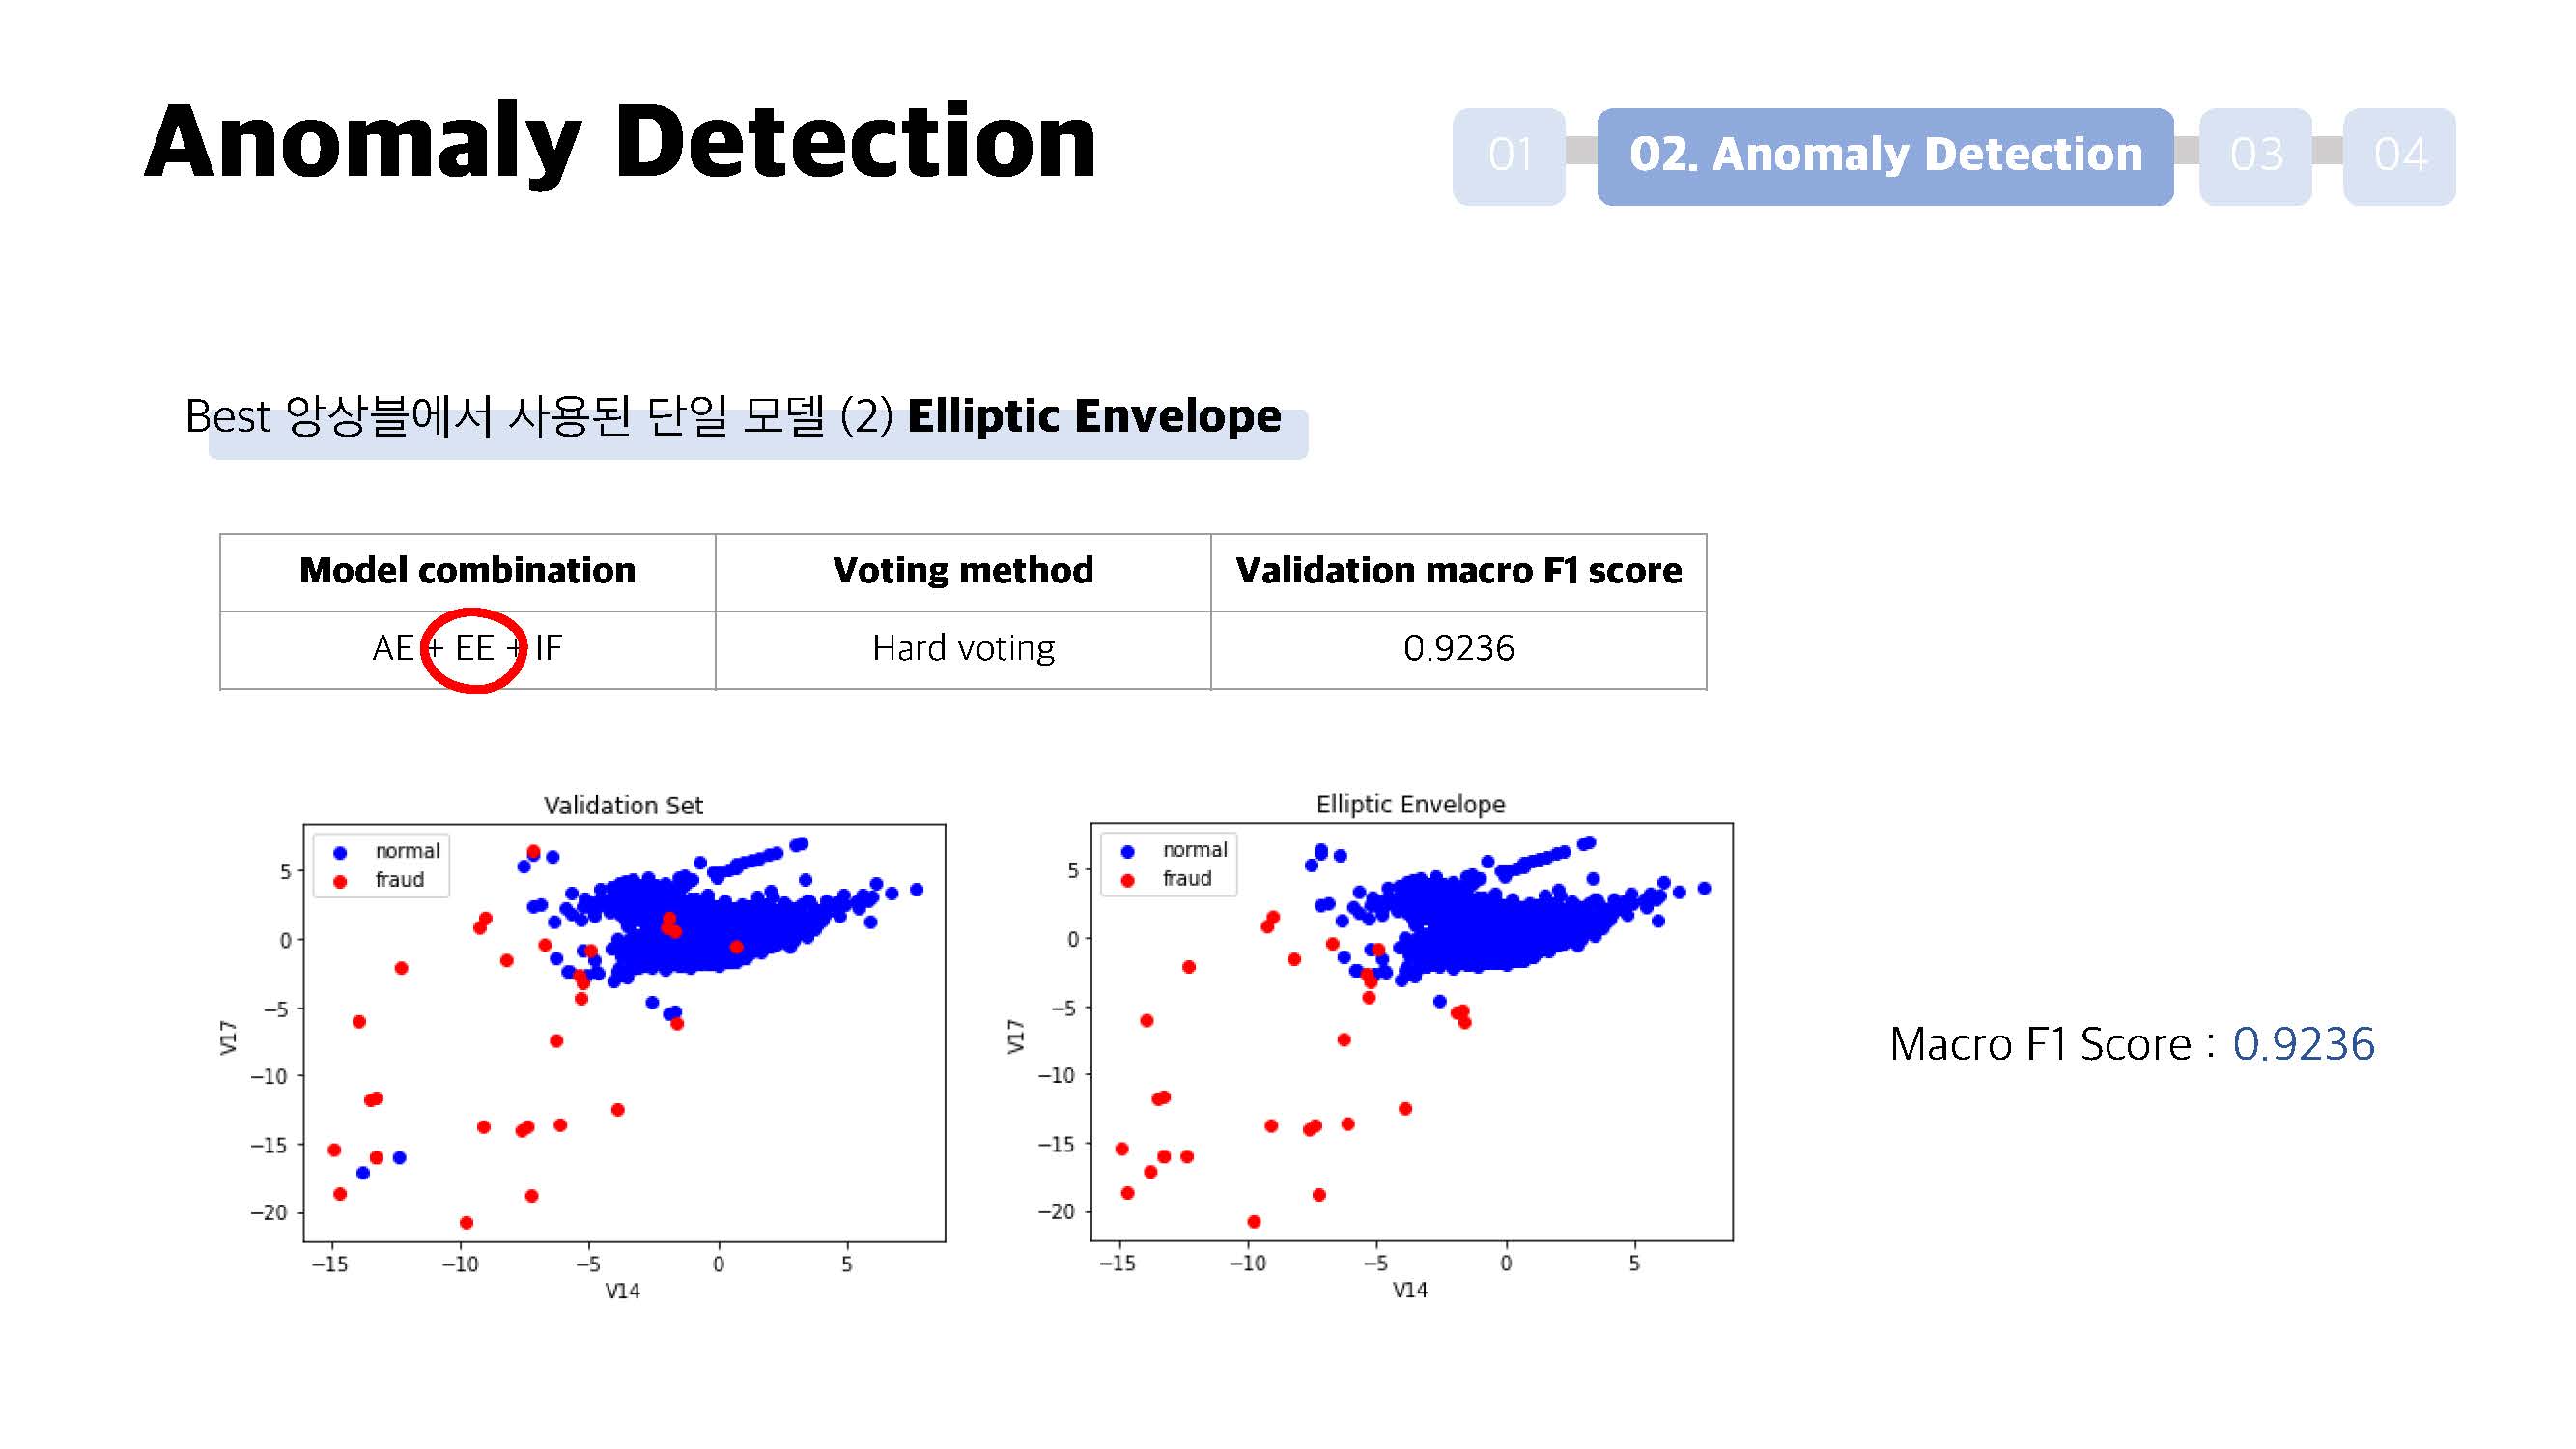 Anomaly Detection
01
02. Anomaly Detection
03
04
Best 앙상블에서 사용된 단일 모델 (2) Elliptic Envelope
Model combination
Voting method
Validation macro F1 score
AE + EE + IF
Hard voting
0.9236
Validation Set
normal
fraud
5
0
−5
−10
−15
−20
V17
−15
−10
−5
0
5
V14
Elliptic Envelope
normal
fraud
5
0
−5
−10
−15
−20
V17
−15
−10
−5
0
5
V14
Macro F1 Score : 0.9236